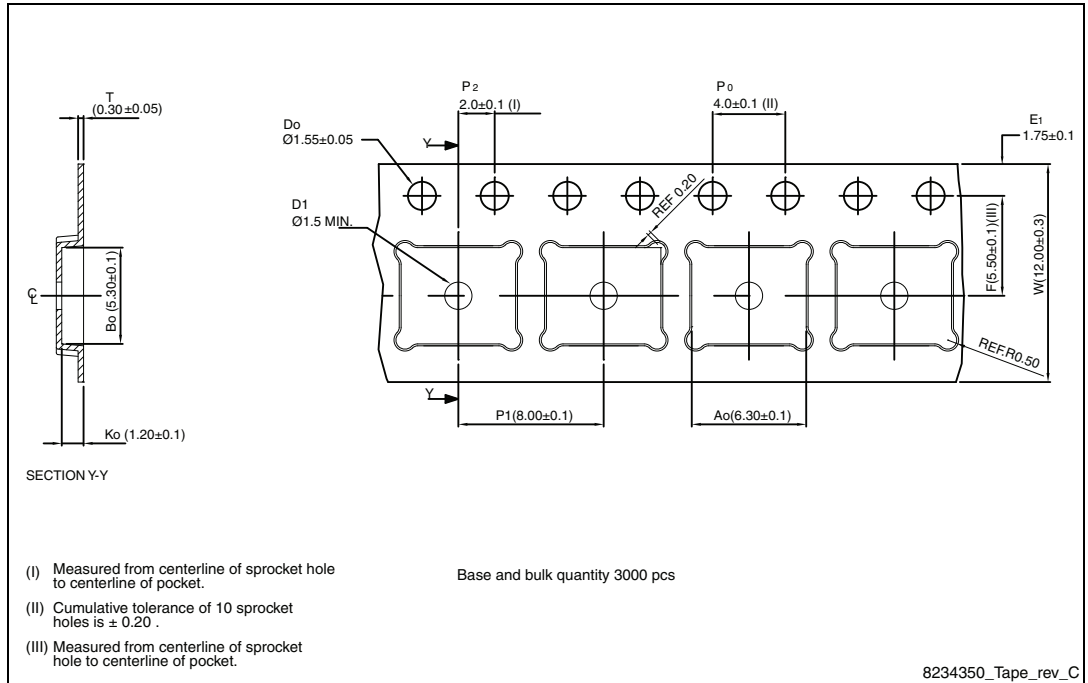 T
(0.30 ±0.05)
P2
2.0±0.1 (I)
P0
4.0±0.1 (II)
Do
Ø1.55±0.05
E1
1.75±0.1
Y
D1
Ø1.5 MIN.
REF 0.20
F(5.50±0.1)(III)
W(12.00±0.3)
Bo (5.30±0.1)
CL
REF.R0.50
Y
P1(8.00±0.1)
Ao(6.30±0.1)
Ko (1.20±0.1)
SECTION Y-Y
(I) Measured from centerline of sprocket hole
to centerline of pocket.
Base and bulk quantity 3000 pcs
(II) Cumulative tolerance of 10 sprocket
holes is ± 0.20 .
(III) Measured from centerline of sprocket
hole to centerline of pocket.
8234350_Tape_rev_C